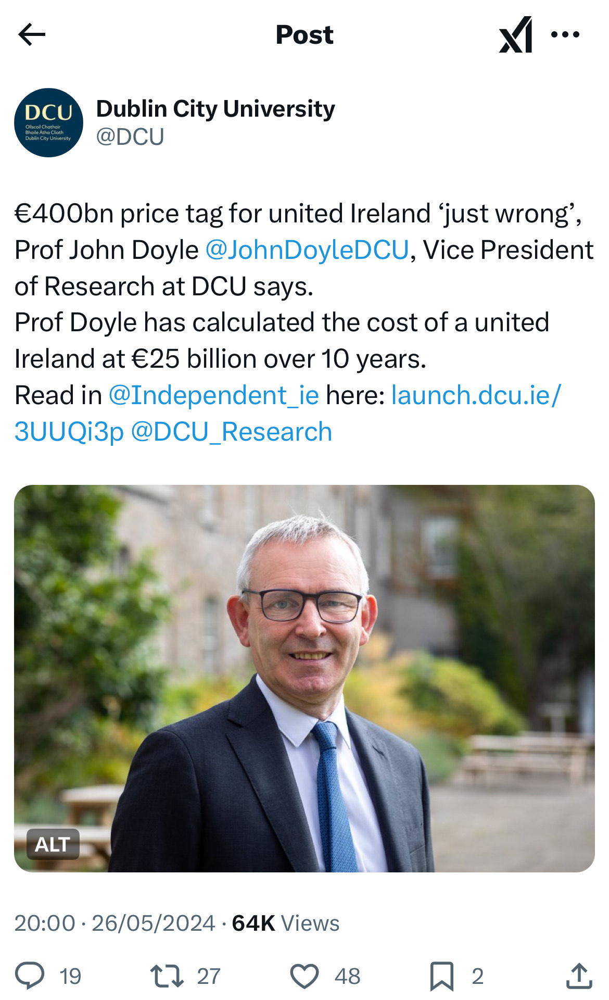 Post
DCU
Ollscoil Chathair
Bhaile Átha Cliath
Dublin City University
Dublin City University
@DCU
€400bn price tag for united Ireland ‘just wrong’,
Prof John Doyle @JohnDoyleDCU, Vice President
of Research at DCU says.
Prof Doyle has calculated the cost of a united
Ireland at €25 billion over 10 years.
Read in @Independent_ie here: launch.dcu.ie/
3UUQi3p @DCU_Research
ALT
20:00 · 26/05/2024 · 64K Views
19 27 48 2